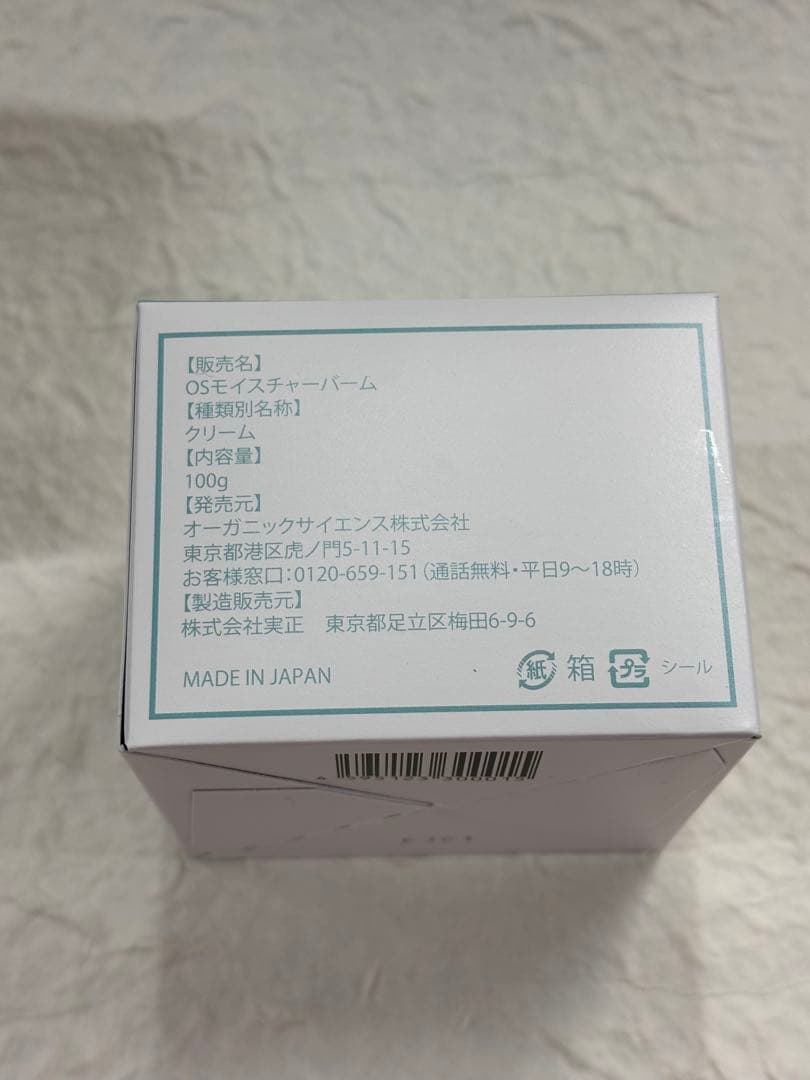 【販売名】
OSモイスチャーバーム
【種類別名称】
クリーム
【内容量】
100g
【発売元】
オーガニックサイエンス株式会社
東京都港区虎ノ門5-11-15
お客様窓口:0120-659-151(通話無料・平日9〜18時)
【製造販売元】
株式会社実正　東京都足立区梅田6-9-6
MADE IN JAPAN
紙 箱 プラ シール